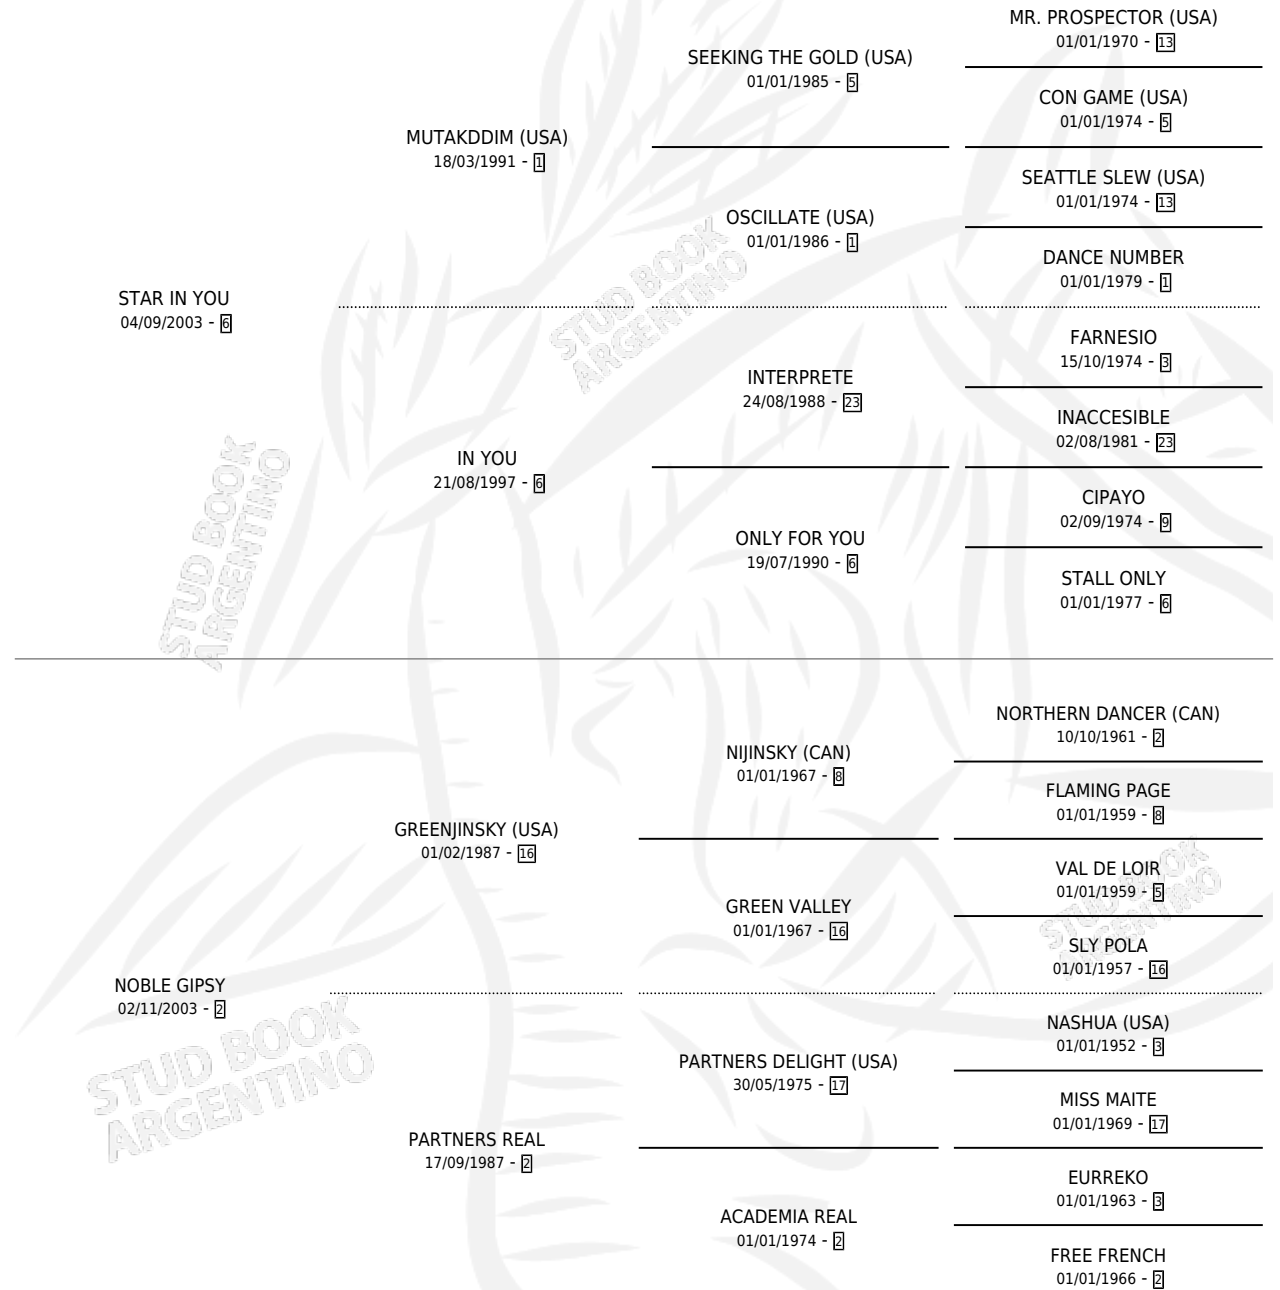 MR. PROSPECTOR (USA)
01/01/1970 - 13
SEEKING THE GOLD (USA)
01/01/1985 - 5
CON GAME (USA)
01/01/1974 - 5
MUTAKDDIM (USA)
18/03/1991 - 1
SEATTLE SLEW (USA)
01/01/1974 - 13
OSCILLATE (USA)
01/01/1986 - 1
DANCE NUMBER
01/01/1979 - 1
STAR IN YOU
04/09/2003 - 6
STUD BOOK
ARGENTINO
FARNESIO
15/10/1974 - 3
INTERPRETE
24/08/1988 - 23
INACCESIBLE
02/08/1981 - 23
IN YOU
21/08/1997 - 6
STUD BOOK
ARGENTINO
CIPAYO
02/09/1974 - 9
ONLY FOR YOU
19/07/1990 - 6
STALL ONLY
01/01/1977 - 6
NORTHERN DANCER (CAN)
10/10/1961 - 2
NIJINSKY (CAN)
01/01/1967 - 8
FLAMING PAGE
01/01/1959 - 8
GREENJINSKY (USA)
01/02/1987 - 16
VAL DE LOIR
01/01/1959 - 5
STUD BOOK
ARGENTINO
GREEN VALLEY
01/01/1967 - 16
SLY POLA
01/01/1957 - 16
NOBLE GIPSY
02/11/2003 - 2
STUD BOOK
ARGENTINO
NASHUA (USA)
01/01/1952 - 3
PARTNERS DELIGHT (USA)
30/05/1975 - 17
MISS MAITE
01/01/1969 - 17
PARTNERS REAL
17/09/1987 - 2
EURREKO
01/01/1963 - 3
ACADEMIA REAL
01/01/1974 - 2
FREE FRENCH
01/01/1966 - 2